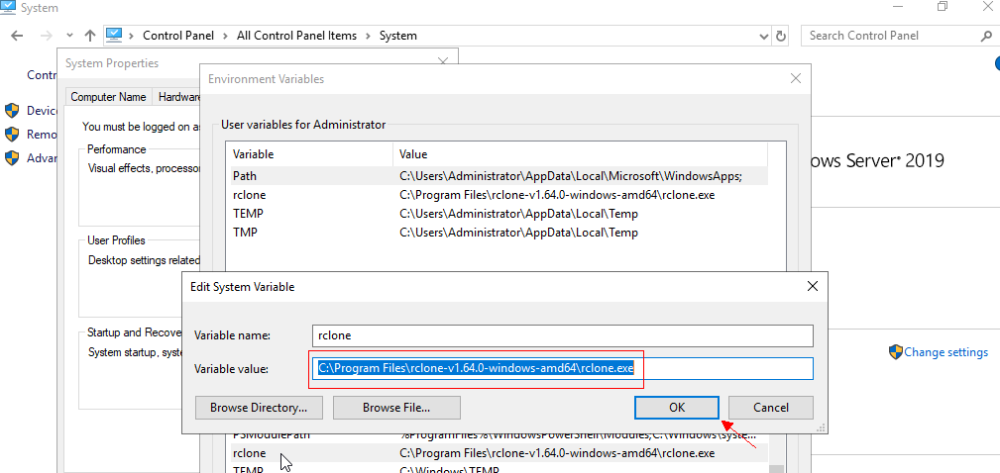 System
Control Panel > All Control Panel Items > System
Search Control Panel
System Properties
Contr
Environment Variables
Computer Name
Hardware
Devic
User variables for Administrator
You must be logged on a
Remo
Performance
Variable Value
Advar
ows Server® 2019
Visual effects, processor
Path C:\Users\Administrator\AppData\Local\Microsoft\WindowsApps;
rclone C:\Program Files\rclone-v1.64.0-windows-amd64\rclone.exe
TEMP C:\Users\Administrator\AppData\Local\Temp
TMP C:\Users\Administrator\AppData\Local\Temp
User Profiles
Desktop settings related
Edit System Variable
Startup and Recove
Variable name: rclone
System startup, syste
Change settings
Variable value: C:\Program Files\rclone-v1.64.0-windows-amd64\rclone.exe
Browse Directory... Browse File... OK Cancel
PSModulePath %ProgramFiles%\WindowsPowerShell\Modules;C:\Windows\syste...
rclone C:\Program Files\rclone-v1.64.0-windows-amd64\rclone.exe
TEMP C:\Windows\TEMP